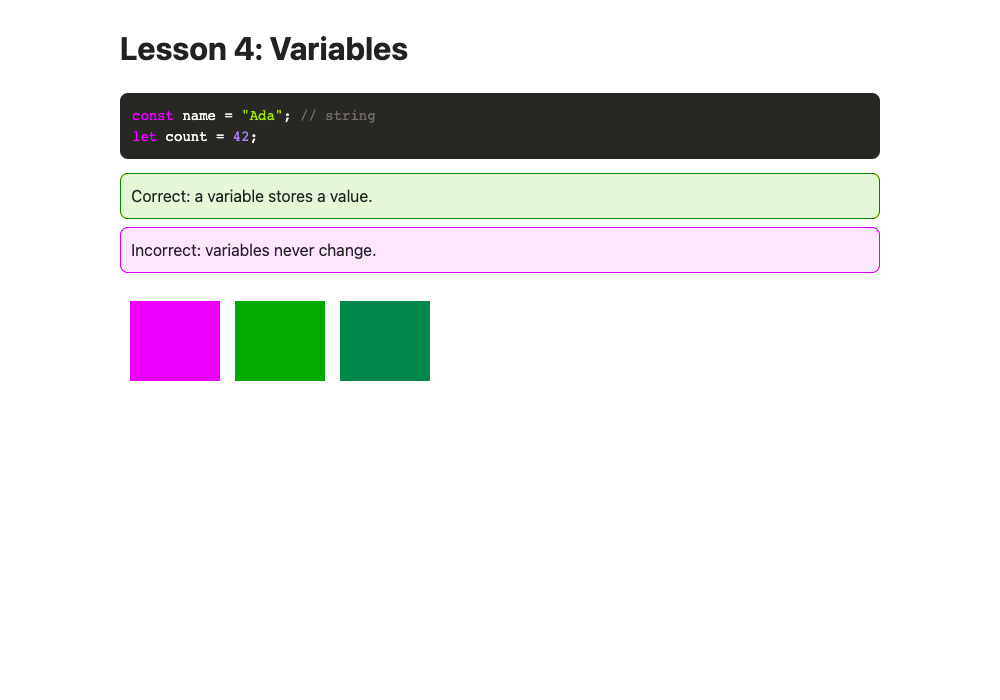 Lesson 4: Variables
const name = "Ada"; // string
let count = 42;
Correct: a variable stores a value.
Incorrect: variables never change.